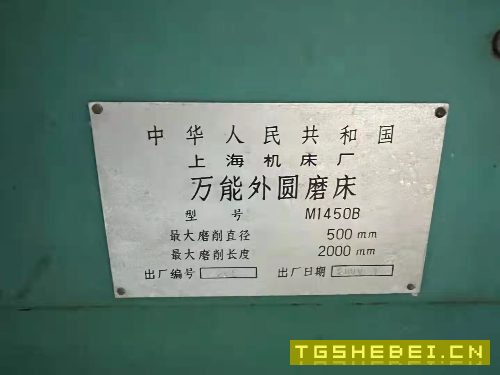 中华人民共和国
上海机床厂
万能外圆磨床
型 号 M1450B
最大磨削直径 500 mm
最大磨削长度 2000 mm
出厂编号 出厂日期
TGSHEBEI.CN